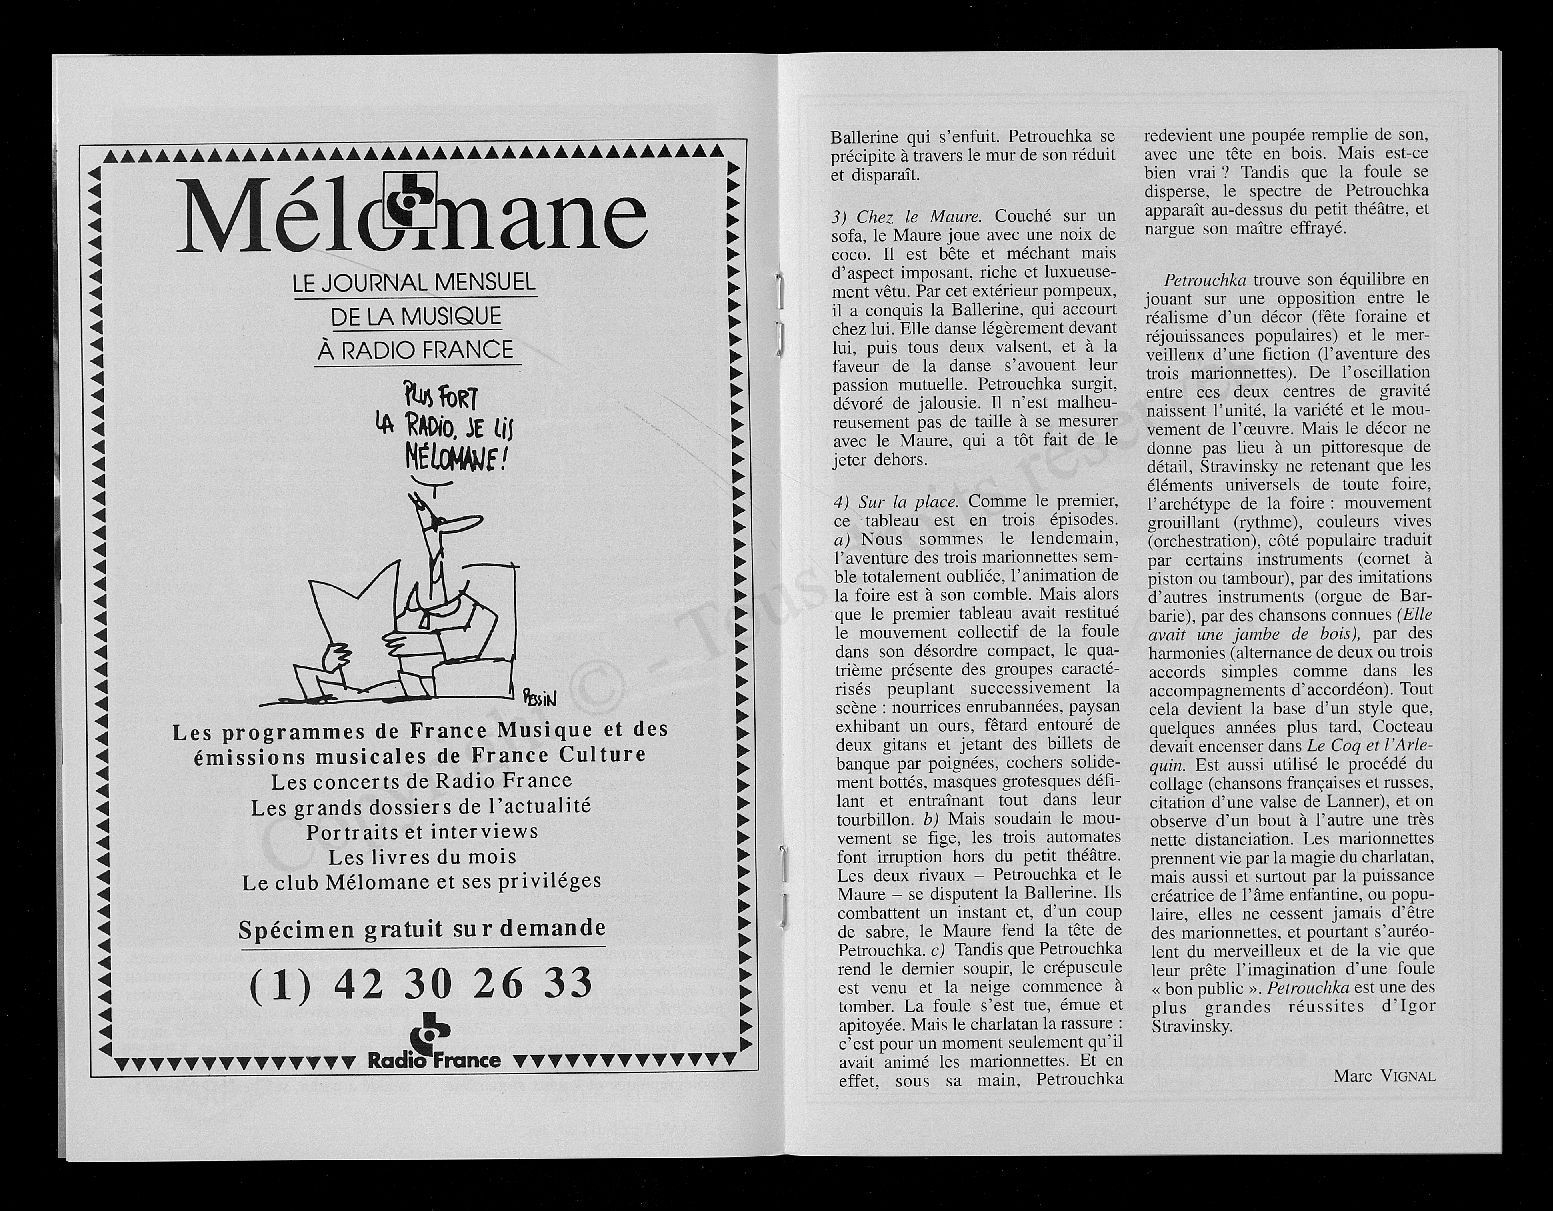 Mélomane
LE JOURNAL MENSUEL
DE LA MUSIQUE
À RADIO FRANCE
PLUS FORT
LA RADIO, JE LIS
MÉLOMANE !
PESSIN
Les programmes de France Musique et des
émissions musicales de France Culture
Les concerts de Radio France
Les grands dossiers de l'actualité
Portraits et interviews
Les livres du mois
Le club Mélomane et ses priviléges
Spécimen gratuit sur demande
(1) 42 30 26 33
Radio France
Ballerine qui s'enfuit. Petrouchka se
précipite à travers le mur de son réduit
et disparaît.
3) Chez le Maure. Couché sur un
sofa, le Maure joue avec une noix de
coco. Il est bête et méchant mais
d'aspect imposant, riche et luxueuse-
ment vêtu. Par cet extérieur pompeux,
il a conquis la Ballerine, qui accourt
chez lui. Elle danse légèrement devant
lui, puis tous deux valsent, et à la
faveur de la danse s'avouent leur
passion mutuelle. Petrouchka surgit,
dévoré de jalousie. Il n'est malheu-
reusement pas de taille à se mesurer
avec le Maure, qui a tôt fait de le
jeter dehors.
4) Sur la place. Comme le premier,
ce tableau est en trois épisodes.
a) Nous sommes le lendemain,
l'aventure des trois marionnettes sem-
ble totalement oubliée, l'animation de
la foire est à son comble. Mais alors
que le premier tableau avait restitué
le mouvement collectif de la foule
dans son désordre compact, le qua-
trième présente des groupes caracté-
risés peuplant successivement la
scène : nourrices enrubannées, paysan
exhibant un ours, fêtard entouré de
deux gitans et jetant des billets de
banque par poignées, cochers solide-
ment bottés, masques grotesques défi-
lant et entraînant tout dans leur
tourbillon. b) Mais soudain le mou-
vement se fige, les trois automates
font irruption hors du petit théâtre.
Les deux rivaux – Petrouchka et le
Maure – se disputent la Ballerine. Ils
combattent un instant et, d'un coup
de sabre, le Maure fend la tête de
Petrouchka. c) Tandis que Petrouchka
rend le dernier soupir, le crépuscule
est venu et la neige commence à
tomber. La foule s'est tue, émue et
apitoyée. Mais le charlatan la rassure :
c'est pour un moment seulement qu'il
avait animé les marionnettes. Et en
effet, sous sa main, Petrouchka
redevient une poupée remplie de son,
avec une tête en bois. Mais est-ce
bien vrai ? Tandis que la foule se
disperse, le spectre de Petrouchka
apparaît au-dessus du petit théâtre, et
nargue son maître effrayé.
Petrouchka trouve son équilibre en
jouant sur une opposition entre le
réalisme d'un décor (fête foraine et
réjouissances populaires) et le mer-
veilleux d'une fiction (l'aventure des
trois marionnettes). De l'oscillation
entre ces deux centres de gravité
naissent l'unité, la variété et le mou-
vement de l'œuvre. Mais le décor ne
donne pas lieu à un pittoresque de
détail, Stravinsky ne retenant que les
éléments universels de toute foire,
l'archétype de la foire : mouvement
grouillant (rythme), couleurs vives
(orchestration), côté populaire traduit
par certains instruments (cornet à
piston ou tambour), par des imitations
d'autres instruments (orgue de Bar-
barie), par des chansons connues (Elle
avait une jambe de bois), par des
harmonies (alternance de deux ou trois
accords simples comme dans les
accompagnements d'accordéon). Tout
cela devient la base d'un style que,
quelques années plus tard, Cocteau
devait encenser dans Le Coq et l'Arle-
quin. Est aussi utilisé le procédé du
collage (chansons françaises et russes,
citation d'une valse de Lanner), et on
observe d'un bout à l'autre une très
nette distanciation. Les marionnettes
prennent vie par la magie du charlatan,
mais aussi et surtout par la puissance
créatrice de l'âme enfantine, ou popu-
laire, elles ne cessent jamais d'être
des marionnettes, et pourtant s'auréo-
lent du merveilleux et de la vie que
leur prête l'imagination d'une foule
« bon public ». Petrouchka est une des
plus grandes réussites d'Igor
Stravinsky.
Marc VIGNAL
Copyright © - Tous droits réservés